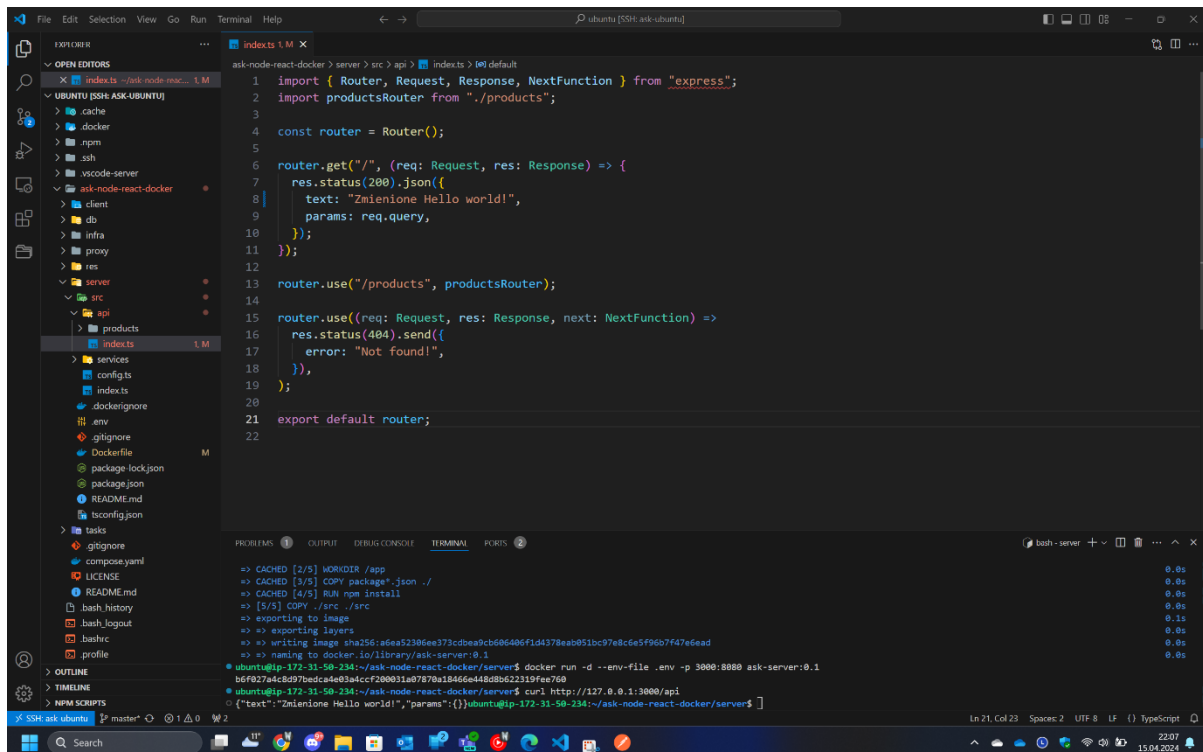 File Edit Selection View Go Run Terminal Help
ubuntu [SSH: ask-ubuntu]
EXPLORER
OPEN EDITORS
index.ts ~/ask-node-reac... 1, M
UBUNTU [SSH: ASK-UBUNTU]
.cache
.docker
.npm
.ssh
.vscode-server
ask-node-react-docker
client
db
infra
proxy
res
server
src
api
products
index.ts 1, M
services
config.ts
index.ts
.dockerignore
.env
.gitignore
Dockerfile M
package-lock.json
package.json
README.md
tsconfig.json
tasks
.gitignore
compose.yaml
LICENSE
README.md
.bash_history
.bash_logout
.bashrc
.profile
OUTLINE
TIMELINE
NPM SCRIPTS
index.ts 1, M
ask-node-react-docker > server > src > api > index.ts > default
1 import { Router, Request, Response, NextFunction } from "express";
2 import productsRouter from "./products";
3
4 const router = Router();
5
6 router.get("/", (req: Request, res: Response) => {
7 res.status(200).json({
8 text: "Zmienione Hello world!",
9 params: req.query,
10 });
11 });
12
13 router.use("/products", productsRouter);
14
15 router.use((req: Request, res: Response, next: NextFunction) =>
16 res.status(404).send({
17 error: "Not found!",
18 }),
19 );
20
21 export default router;
22
PROBLEMS 1 OUTPUT DEBUG CONSOLE TERMINAL PORTS 2
bash - server
=> CACHED [2/5] WORKDIR /app 0.0s
=> CACHED [3/5] COPY package*.json ./ 0.0s
=> CACHED [4/5] RUN npm install 0.0s
=> [5/5] COPY ./src ./src 0.0s
=> exporting to image 0.1s
=> => exporting layers 0.0s
=> => writing image sha256:a6ea52306ee373cdbea9cb606406f1d4378eab051bc97e8c6e5f96b7f47e6ead 0.0s
=> => naming to docker.io/library/ask-server:0.1 0.0s
ubuntu@ip-172-31-50-234:~/ask-node-react-docker/server$ docker run -d --env-file .env -p 3000:8080 ask-server:0.1
b6f027a4c8d97bedca4e03a4ccf200031a07870a18466e448d8b622319fee760
ubuntu@ip-172-31-50-234:~/ask-node-react-docker/server$ curl http://127.0.0.1:3000/api
{"text":"Zmienione Hello world!","params":{}}ubuntu@ip-172-31-50-234:~/ask-node-react-docker/server$
SSH: ask-ubuntu master* 1 0 2
Ln 21, Col 23 Spaces: 2 UTF-8 LF {} TypeScript
Search
22:07
15.04.2024